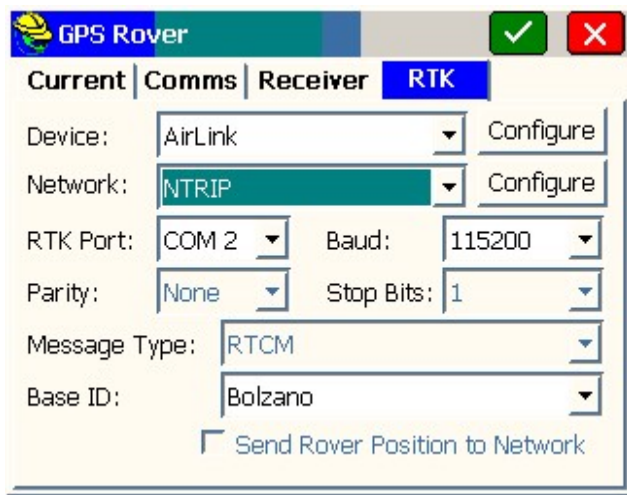 GPS Rover
Current Comms Receiver RTK
Device: AirLink Configure
Network: NTRIP Configure
RTK Port: COM 2 Baud: 115200
Parity: None Stop Bits: 1
Message Type: RTCM
Base ID: Bolzano
Send Rover Position to Network